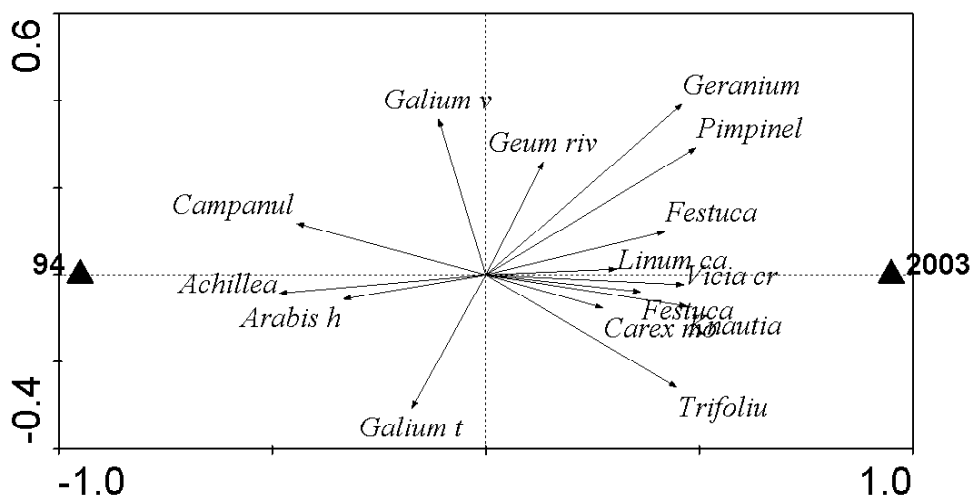 0.6
Geranium
Galium v
Pimpinel
Geum riv
Campanul
Festuca
94
Linum ca
2003
Vicia cr
Achillea
Festuca
Arabis h
Carex mo
Knautia
Trifoliu
Galium t
-0.4
-1.0
1.0